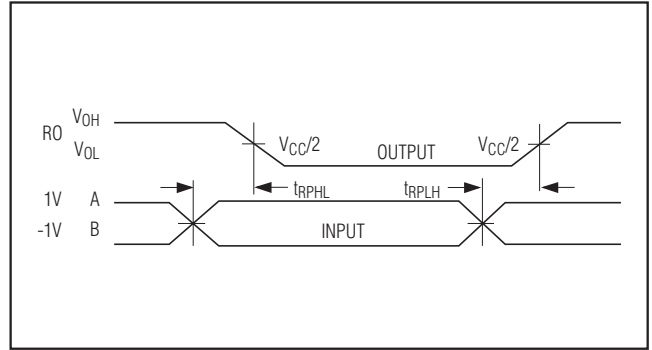 V_OH
RO
V_OL
V_CC/2 OUTPUT V_CC/2
t_RPHL t_RPLH
1V A
-1V B
INPUT